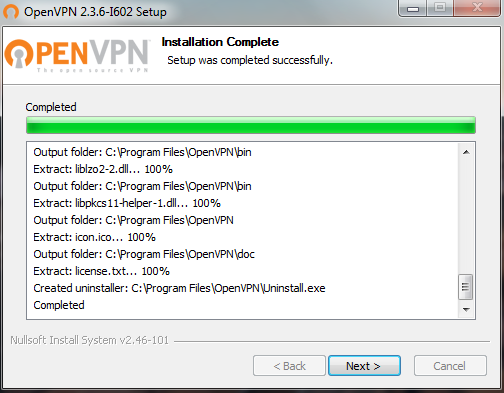 OpenVPN 2.3.6-I602 Setup
OPENVPN
The open source VPN
Installation Complete
Setup was completed successfully.
Completed
Output folder: C:\Program Files\OpenVPN\bin
Extract: liblzo2-2.dll... 100%
Output folder: C:\Program Files\OpenVPN\bin
Extract: libpkcs11-helper-1.dll... 100%
Output folder: C:\Program Files\OpenVPN
Extract: icon.ico... 100%
Output folder: C:\Program Files\OpenVPN\doc
Extract: license.txt... 100%
Created uninstaller: C:\Program Files\OpenVPN\Uninstall.exe
Completed
Nullsoft Install System v2.46-101
< Back
Next >
Cancel